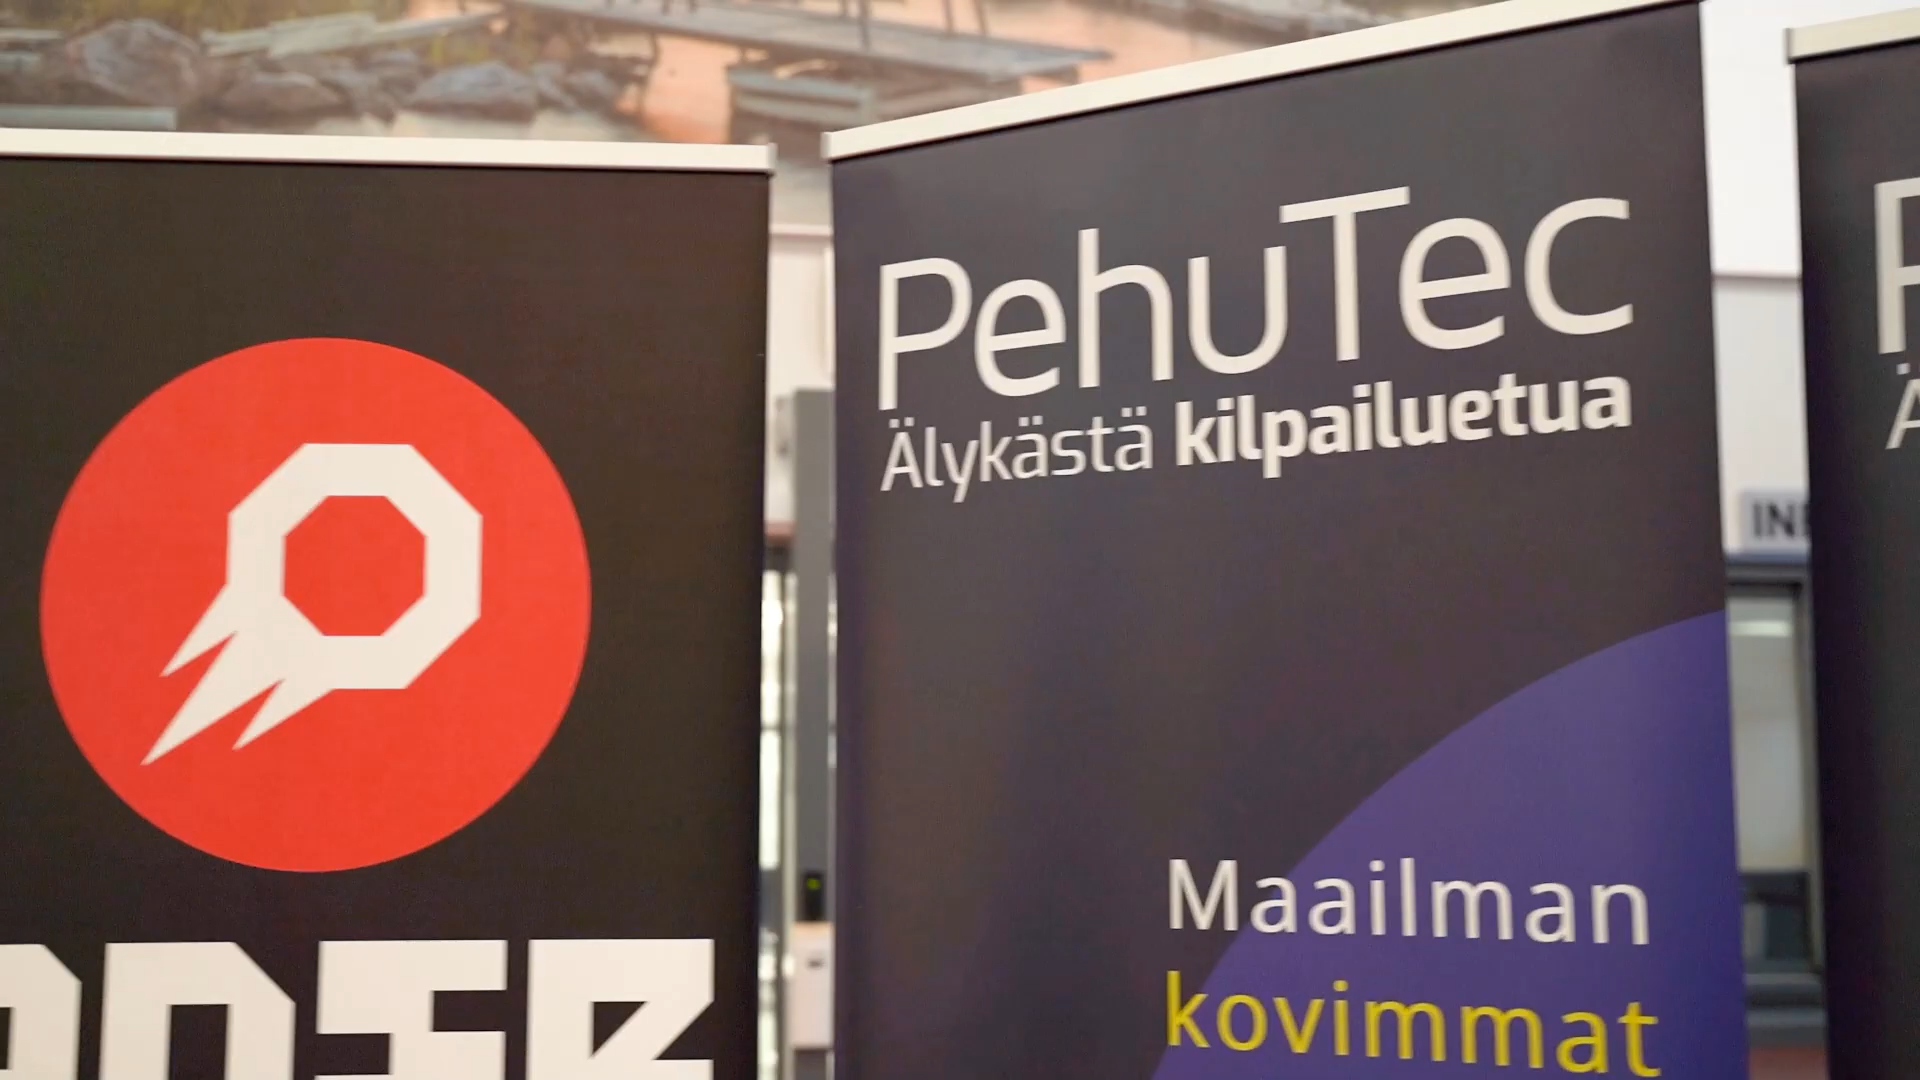 PehuTec
Älykästä kilpailuetua
Maailman
kovimmat